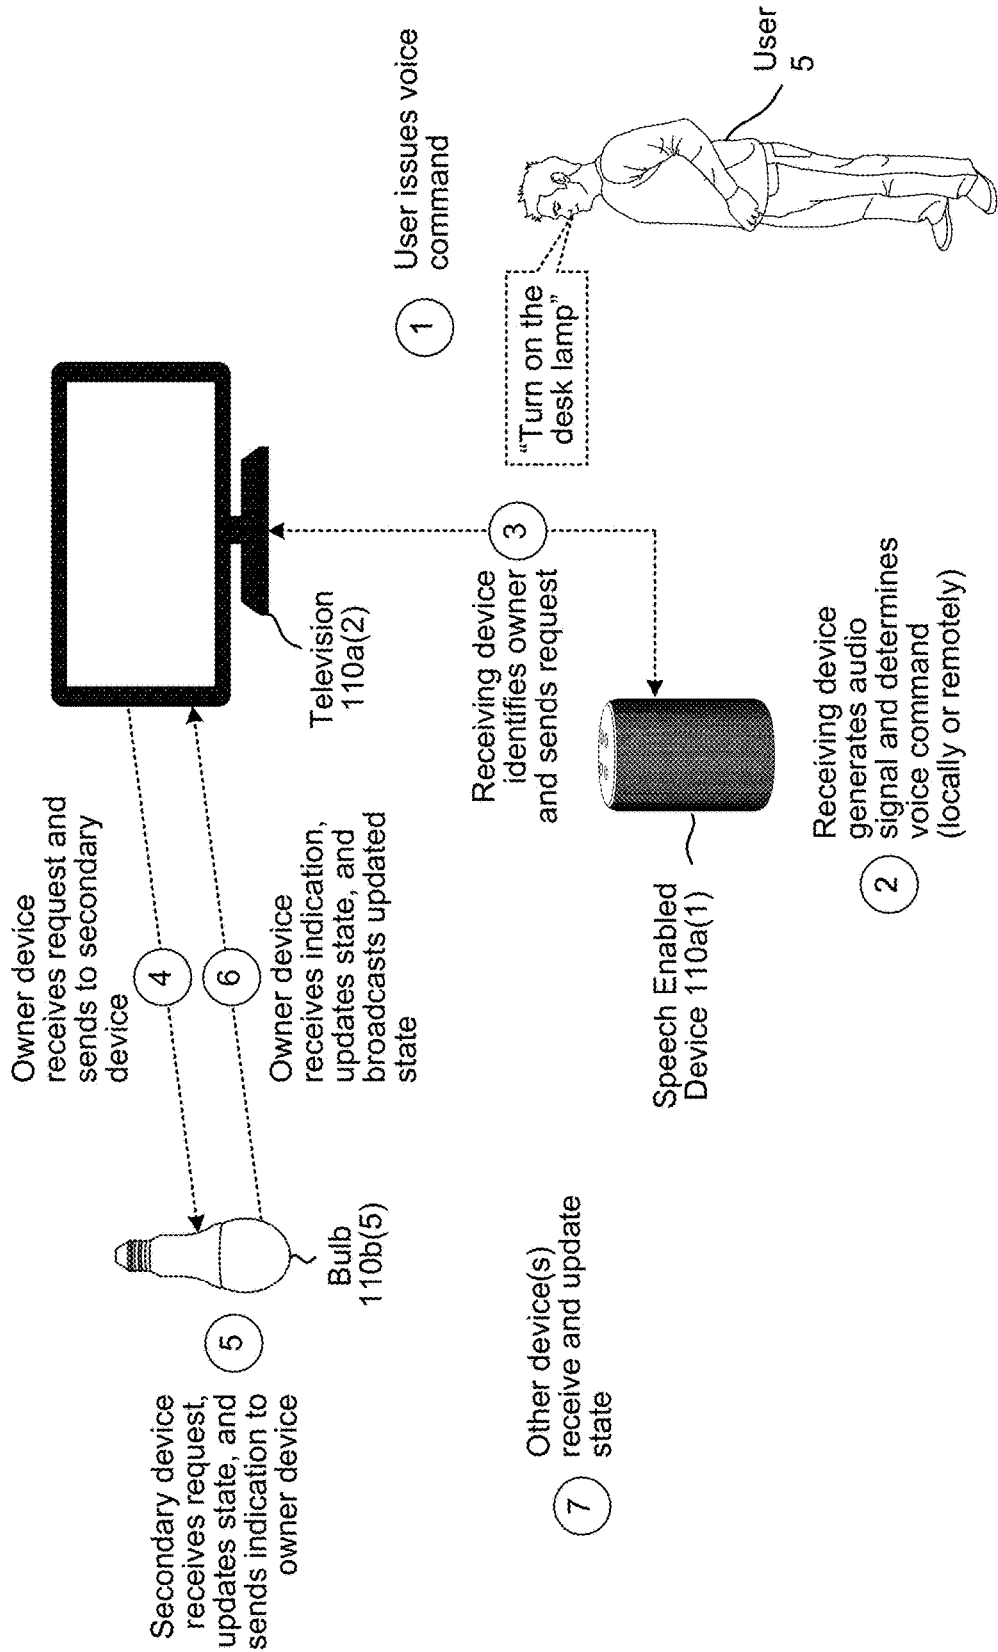 Owner device
receives request and
sends to secondary
device
4
6
Owner device
receives indication,
updates state, and
broadcasts updated
state
Television
110a(2)
1
User issues voice
command
Bulb
110b(5)
5
Secondary device
receives request,
updates state, and
sends indication to
owner device
3
Receiving device
identifies owner
and sends request
“Turn on the
desk lamp”
User
5
Speech Enabled
Device 110a(1)
2
Receiving device
generates audio
signal and determines
voice command
(locally or remotely)
7
Other device(s)
receive and update
state